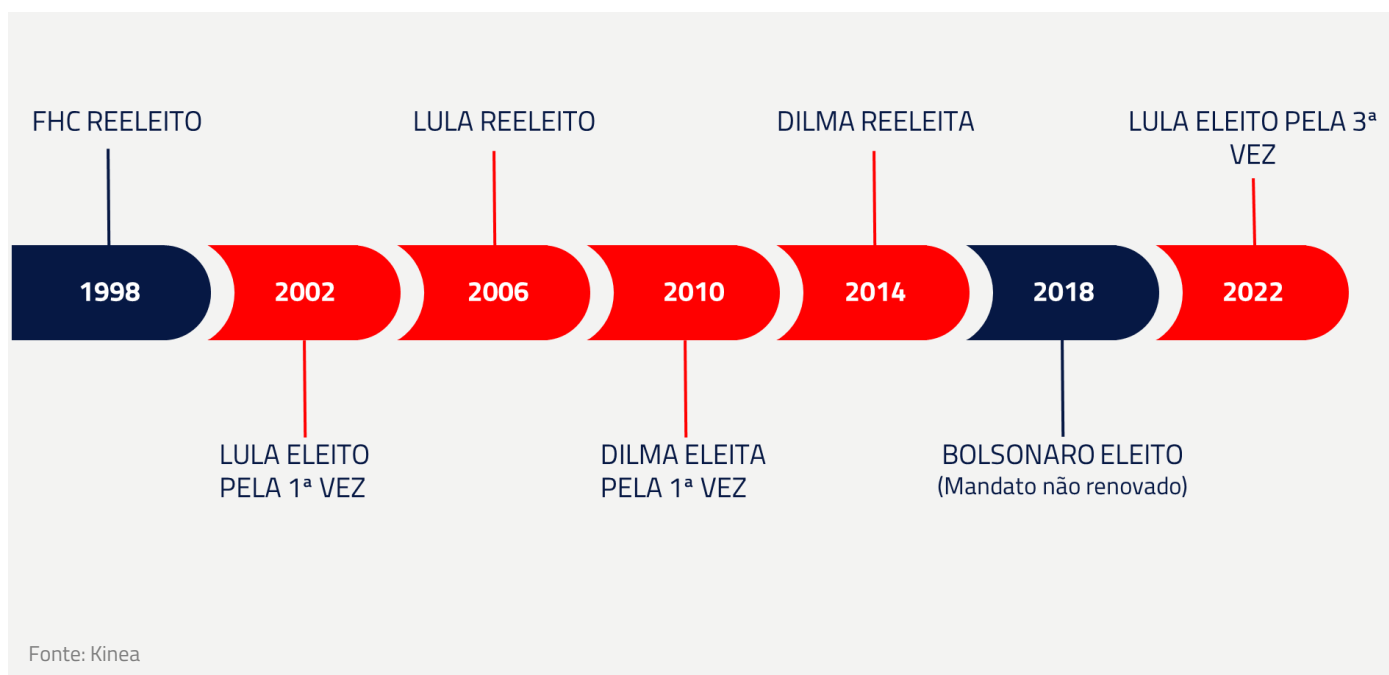 FHC REELEITO
LULA REELEITO
DILMA REELEITA
LULA ELEITO PELA 3ª
VEZ
1998
2002
2006
2010
2014
2018
2022
LULA ELEITO
PELA 1ª VEZ
DILMA ELEITA
PELA 1ª VEZ
BOLSONARO ELEITO
(Mandato não renovado)
Fonte: Kinea